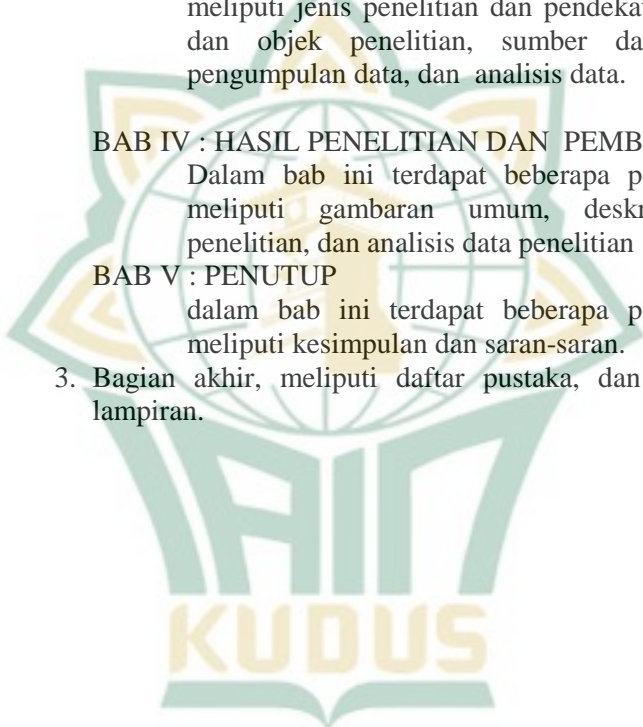 meliputi jenis penelitian dan
dan objek penelitian, sumber
pengumpulan data, dan analisis data.
BAB IV : HASIL PENELITIAN DAN
Dalam bab ini terdapat beberapa
meliputi gambaran umum,
penelitian, dan analisis data penelitian
BAB V : PENUTUP
dalam bab ini terdapat beberapa
meliputi kesimpulan dan saran-saran.
3. Bagian akhir, meliputi daftar pustaka, dan
lampiran.
IAIN
KUDUS